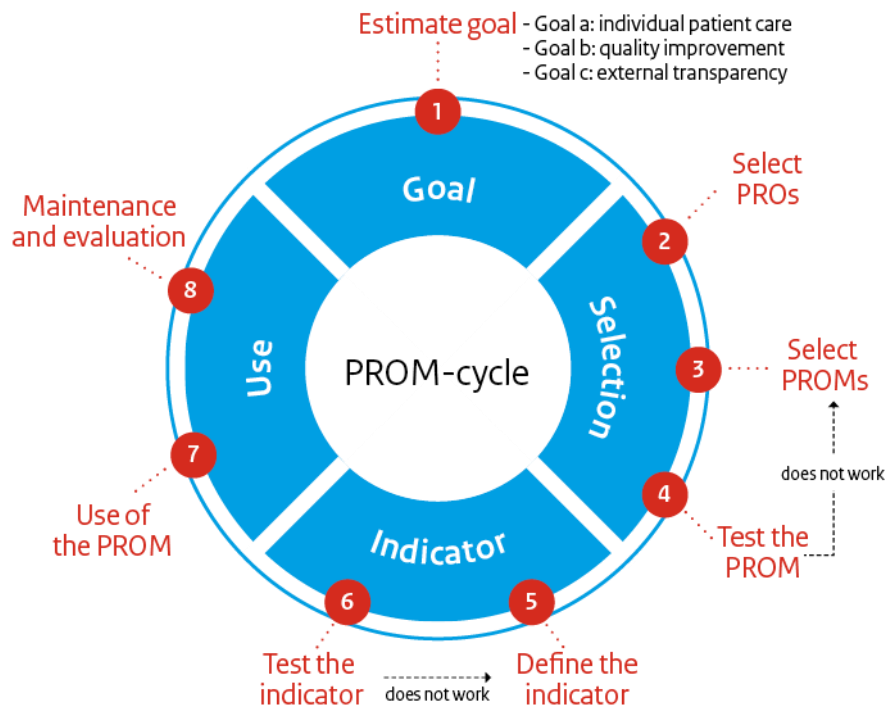 Estimate goal
- Goal a: individual patient care
- Goal b: quality improvement
- Goal c: external transparency
1
Goal
Select
PROs
2
Selection
3
Select
PROMs
does not work
4
Test the
PROM
PROM-cycle
Indicator
5
Define the
indicator
does not work
6
Test the
indicator
7
Use of
the PROM
Use
8
Maintenance
and evaluation